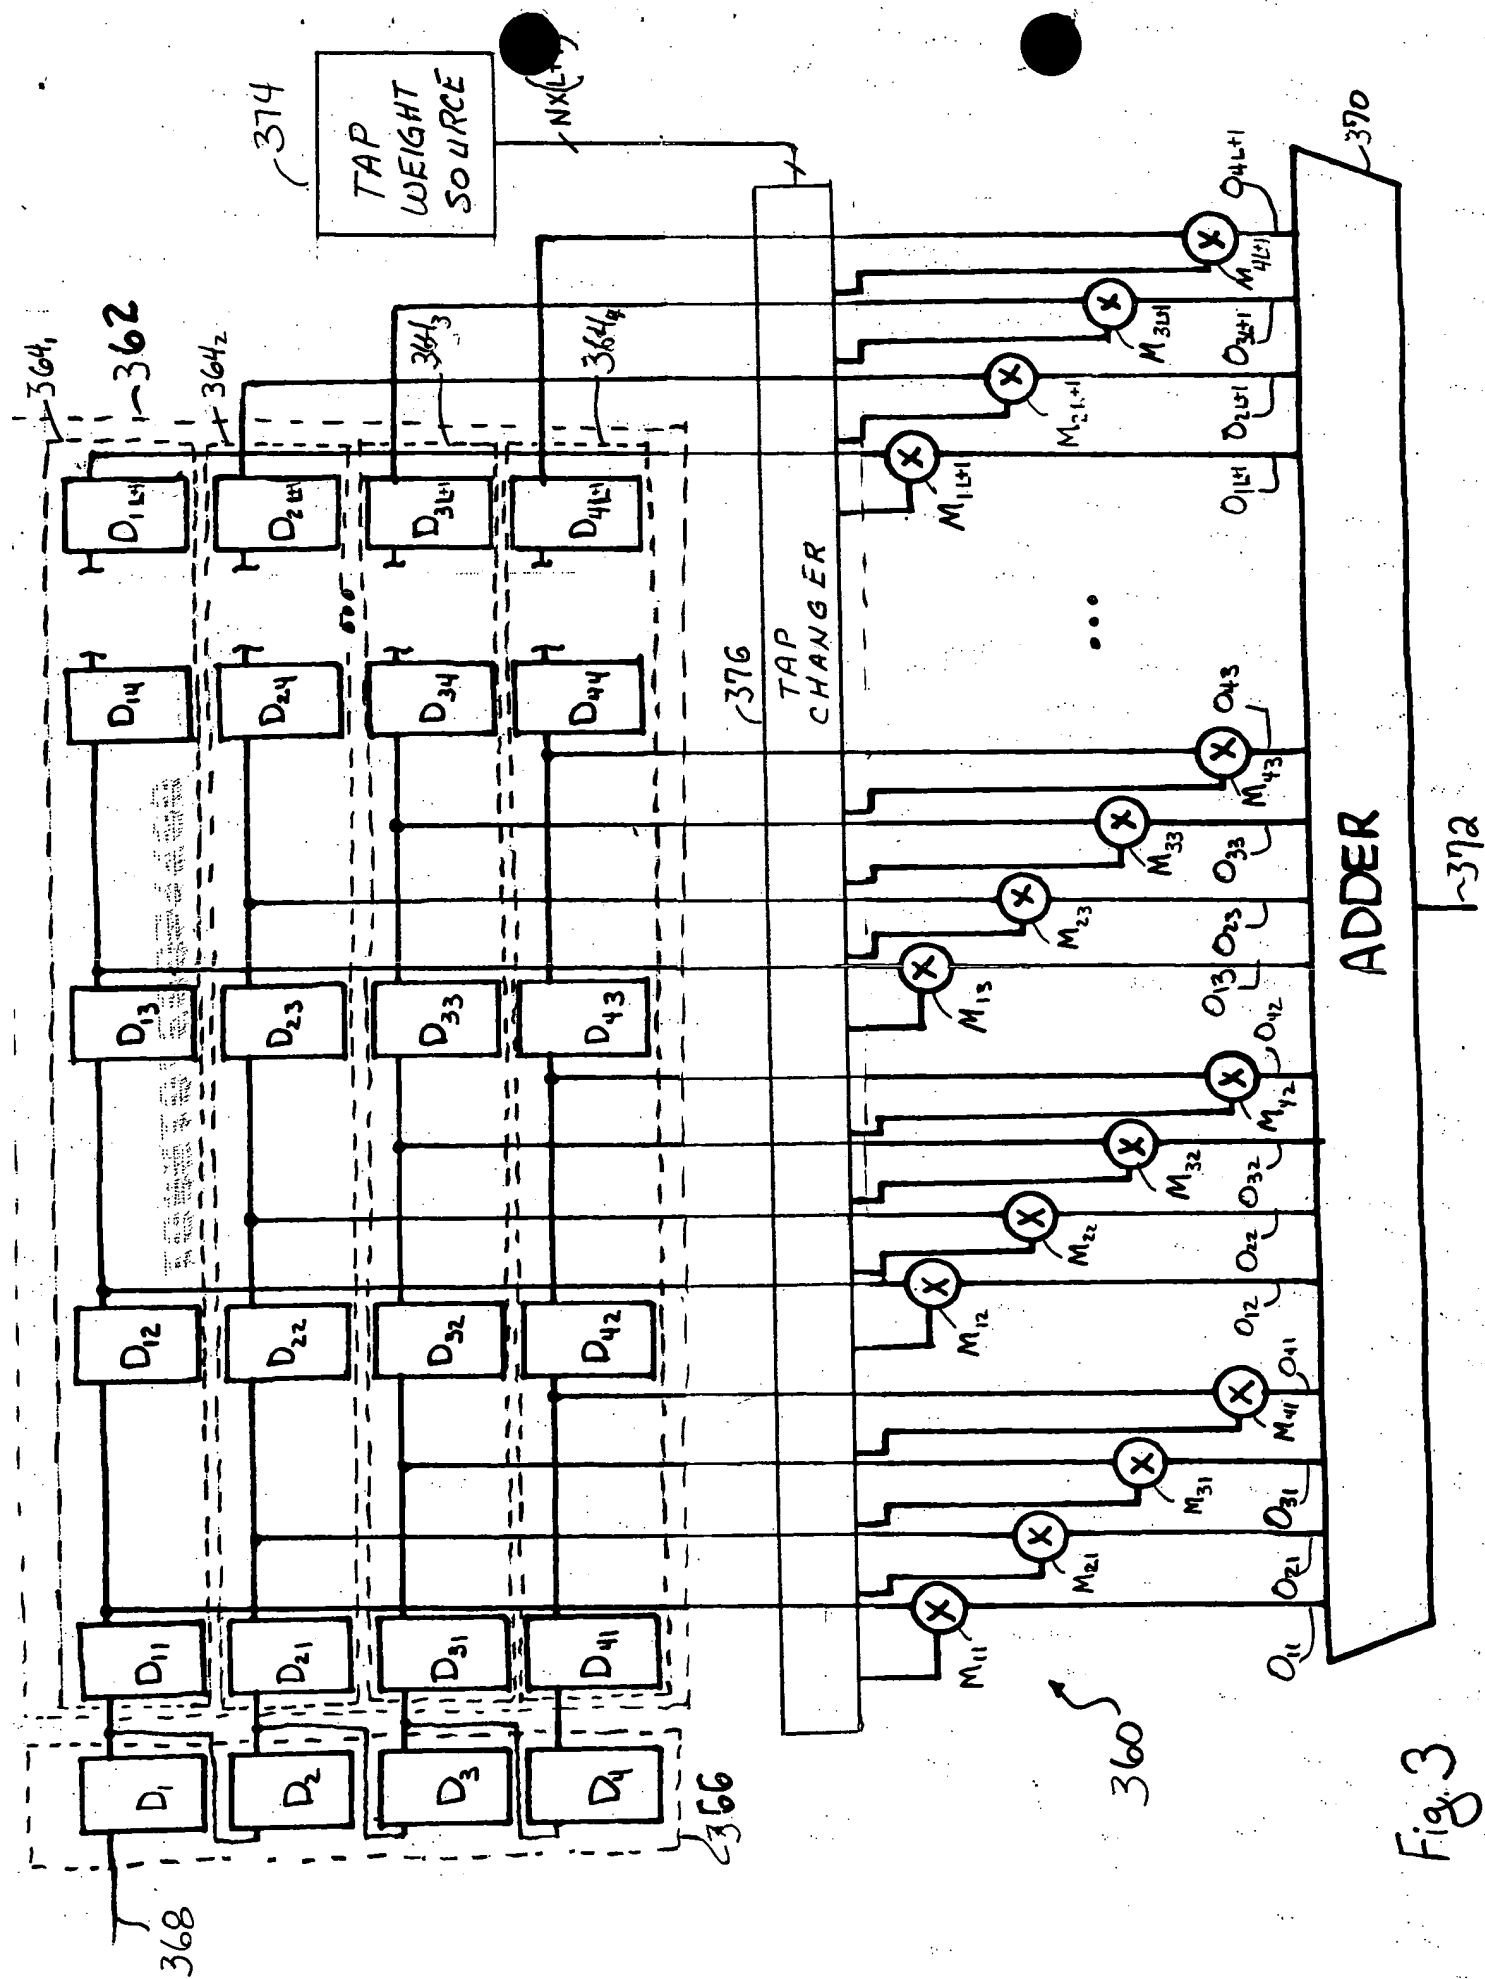 364₁
362
364₂
364₃
364₄
374
TAP
WEIGHT
SOURCE
368
D₁
D₁₁
D₁₂
D₁₃
D₁₄
D₁L+1
D₂
D₂₁
D₂₂
D₂₃
D₂₄
D₂L+1
D₃
D₃₁
D₃₂
D₃₃
D₃₄
D₃L+1
D₄
D₄₁
D₄₂
D₄₃
D₄₄
D₄L+1
366
376
TAP
CHANGER
M₁₁
M₂₁
M₃₁
M₄₁
M₁₂
M₂₂
M₃₂
M₄₂
M₁₃
M₂₃
M₃₃
M₄₃
...
M₁L+1
M₂L+1
M₃L+1
M₄L+1
O₁₁
O₂₁
O₃₁
O₄₁
O₁₂
O₂₂
O₃₂
O₄₂
O₁₃
O₂₃
O₃₃
O₄₃
O₁L+1
O₂L+1
O₃L+1
O₄L+1
360
ADDER
370
372
Fig. 3